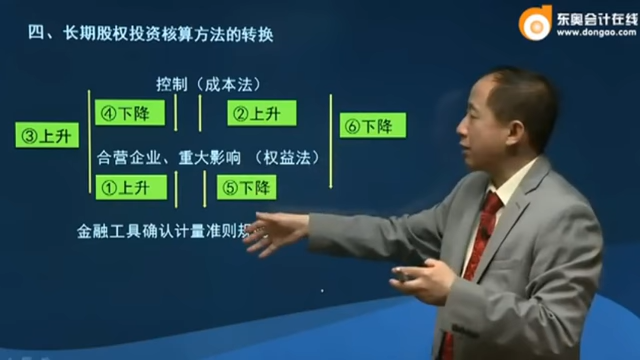 东奥会计在线
www.dongao.com
四、长期股权投资核算方法的转换
控制（成本法）
④下降
②上升
③上升
⑥下降
合营企业、重大影响（权益法）
①上升
⑤下降
金融工具确认计量准则规